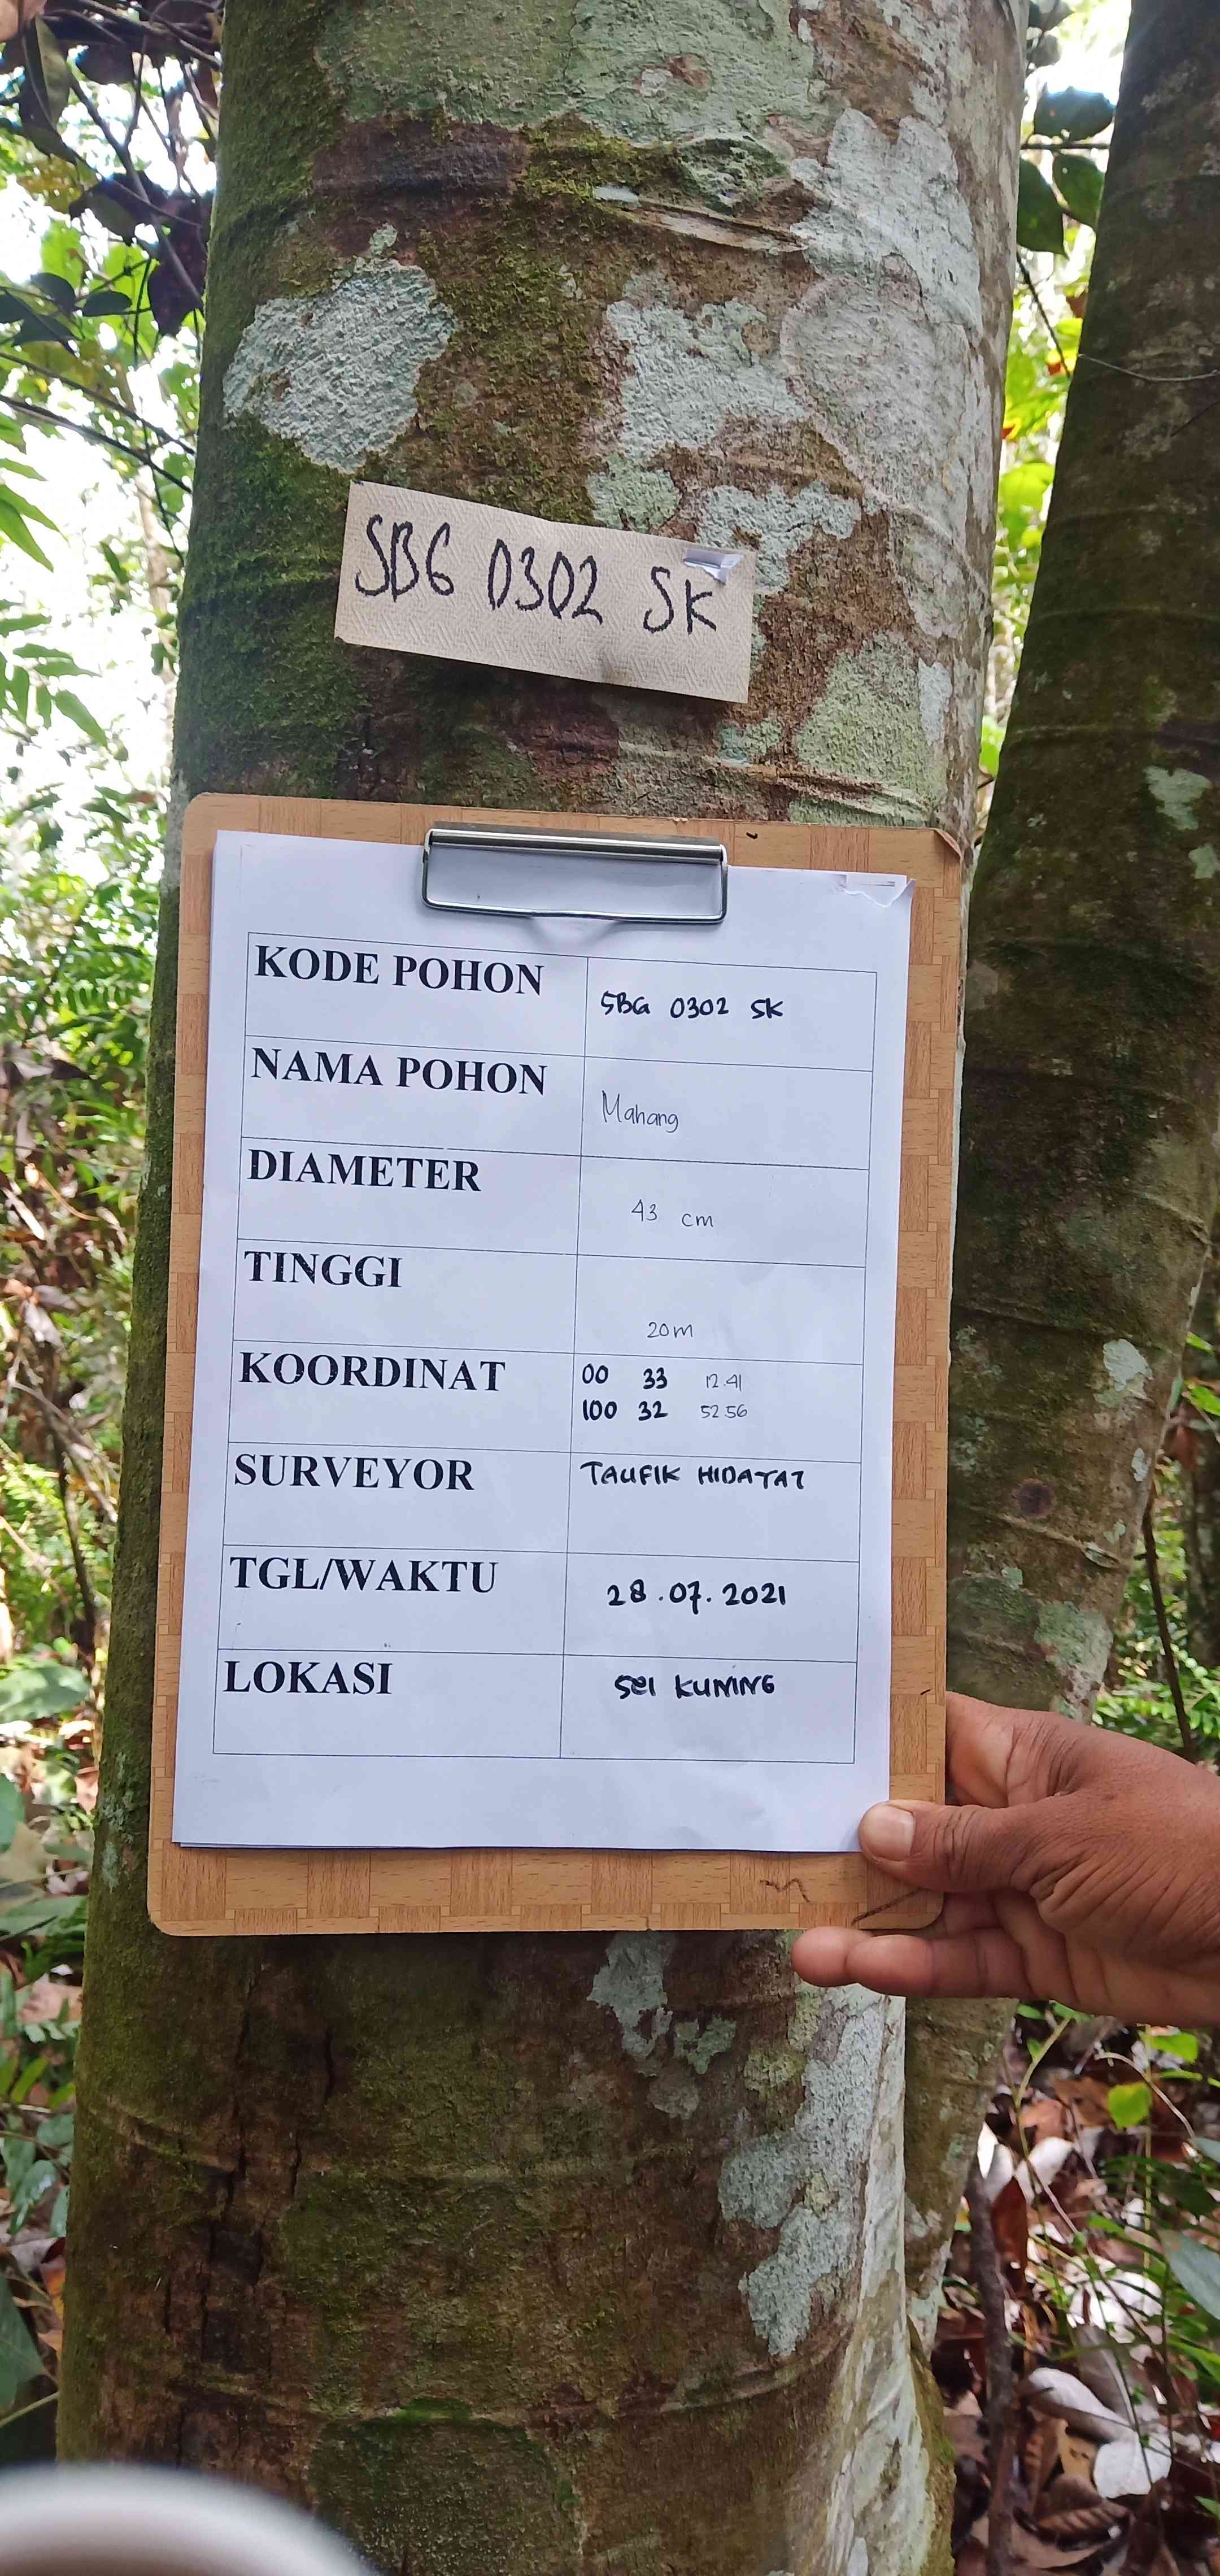 SBG 0302 SK
KODE POHON SBG 0302 SK
NAMA POHON Mahang
DIAMETER 43 cm
TINGGI 20m
KOORDINAT 00 33 12.41
100 32 52.56
SURVEYOR TAUFIK HIDAYAT
TGL/WAKTU 28.07.2021
LOKASI SEI KUNING